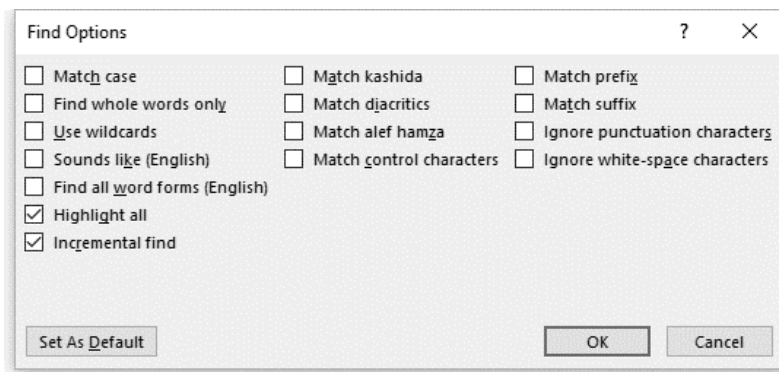 Find Options
?
Match case
Find whole words only
Use wildcards
Sounds like (English)
Find all word forms (English)
Highlight all
Incremental find
Match kashida
Match diacritics
Match alef hamza
Match control characters
Match prefix
Match suffix
Ignore punctuation characters
Ignore white-space characters
Set As Default
OK
Cancel